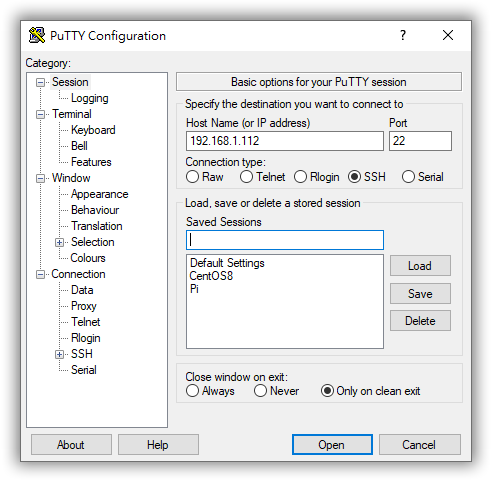 PuTTY Configuration
?
Category:
Session
Logging
Terminal
Keyboard
Bell
Features
Window
Appearance
Behaviour
Translation
Selection
Colours
Connection
Data
Proxy
Telnet
Rlogin
SSH
Serial
Basic options for your PuTTY session
Specify the destination you want to connect to
Host Name (or IP address) Port
192.168.1.112 22
Connection type:
Raw Telnet Rlogin SSH Serial
Load, save or delete a stored session
Saved Sessions
Default Settings
CentOS8
Pi
Load
Save
Delete
Close window on exit:
Always Never Only on clean exit
About Help Open Cancel